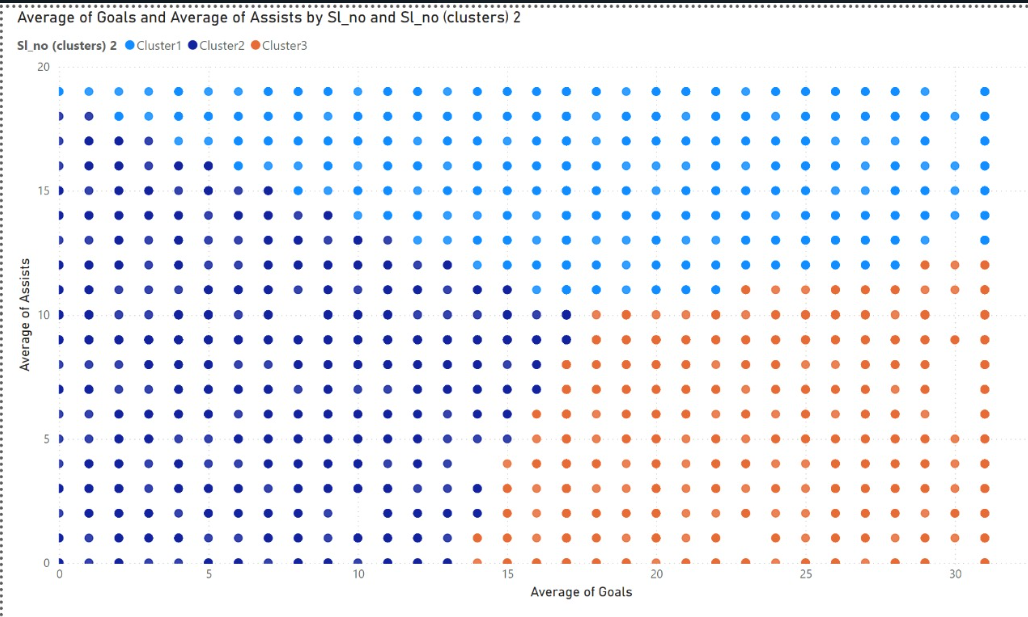 Average of Goals and Average of Assists by Sl_no and Sl_no (clusters) 2
Sl_no (clusters) 2 Cluster1 Cluster2 Cluster3
20
15
10
5
0
Average of Assists
0 5 10 15 20 25 30
Average of Goals